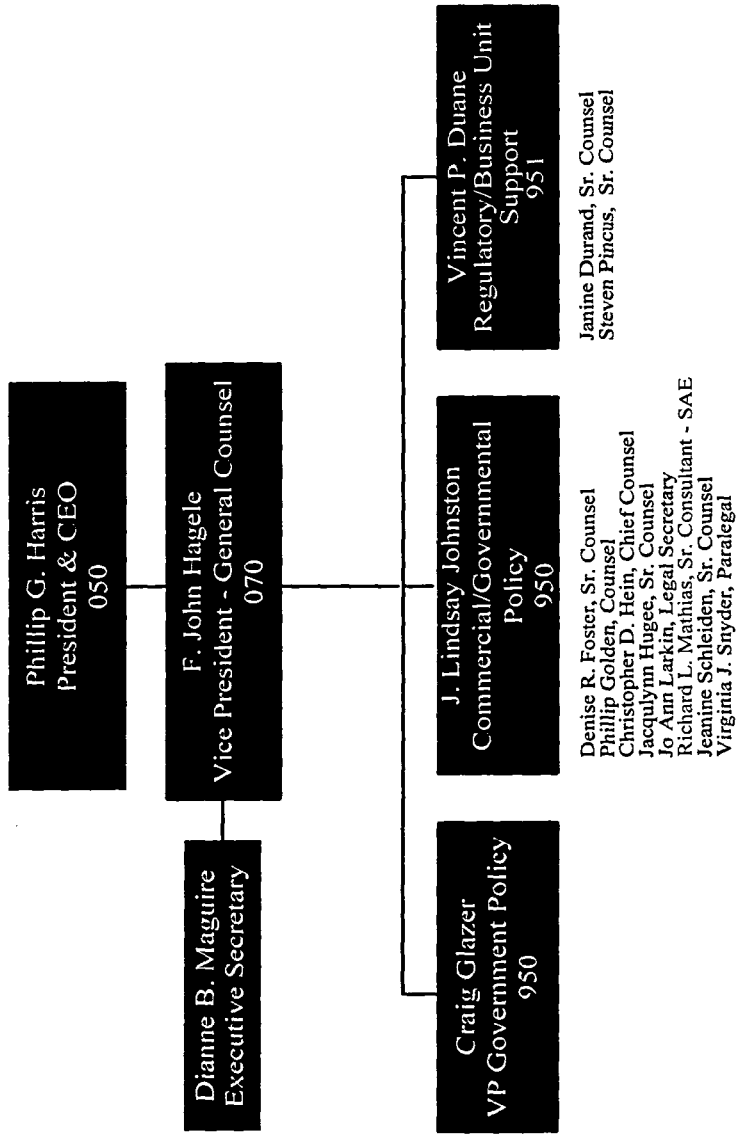 Phillip G. Harris
President & CEO
050
F. John Hagele
Vice President - General Counsel
070
Dianne B. Maguire
Executive Secretary
Craig Glazer
VP Government Policy
950
J. Lindsay Johnston
Commercial/Governmental
Policy
950
Denise R. Foster, Sr. Counsel
Phillip Golden, Counsel
Christopher D. Hein, Chief Counsel
Jacqulynn Hugee, Sr. Counsel
Jo Ann Larkin, Legal Secretary
Richard L. Mathias, Sr. Consultant - SAE
Jeanine Schleiden, Sr. Counsel
Virginia J. Snyder, Paralegal
Vincent P. Duane
Regulatory/Business Unit
Support
951
Janine Durand, Sr. Counsel
Steven Pincus, Sr. Counsel